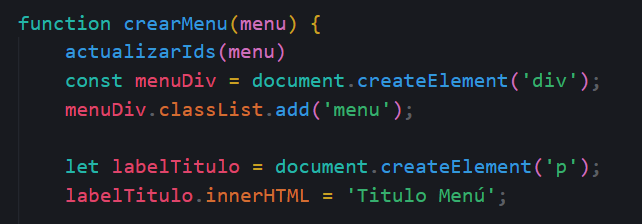 function crearMenu(menu) {
    actualizarIds(menu)
    const menuDiv = document.createElement('div');
    menuDiv.classList.add('menu');

    let labelTitulo = document.createElement('p');
    labelTitulo.innerHTML = 'Titulo Menú';